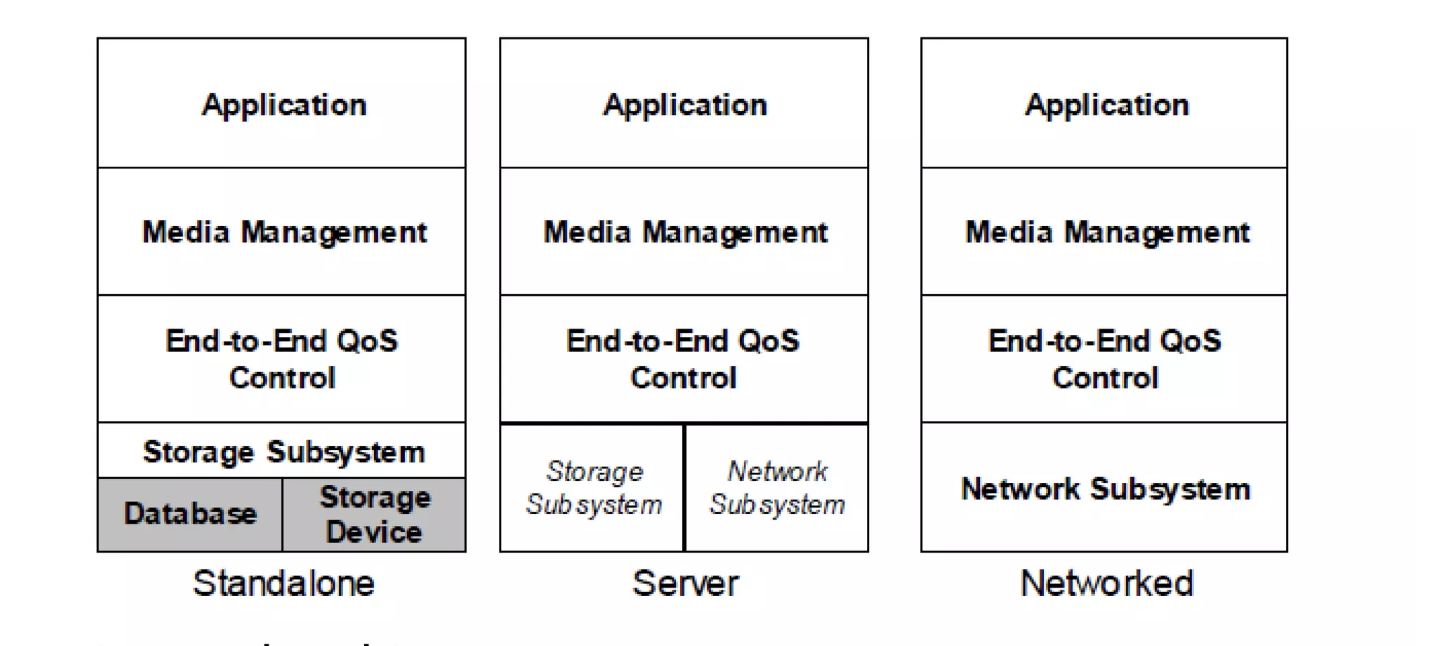 Application
Media Management
End-to-End QoS
Control
Storage Subsystem
Database
Storage
Device
Standalone
Application
Media Management
End-to-End QoS
Control
Storage
Subsystem
Network
Subsystem
Server
Application
Media Management
End-to-End QoS
Control
Network Subsystem
Networked